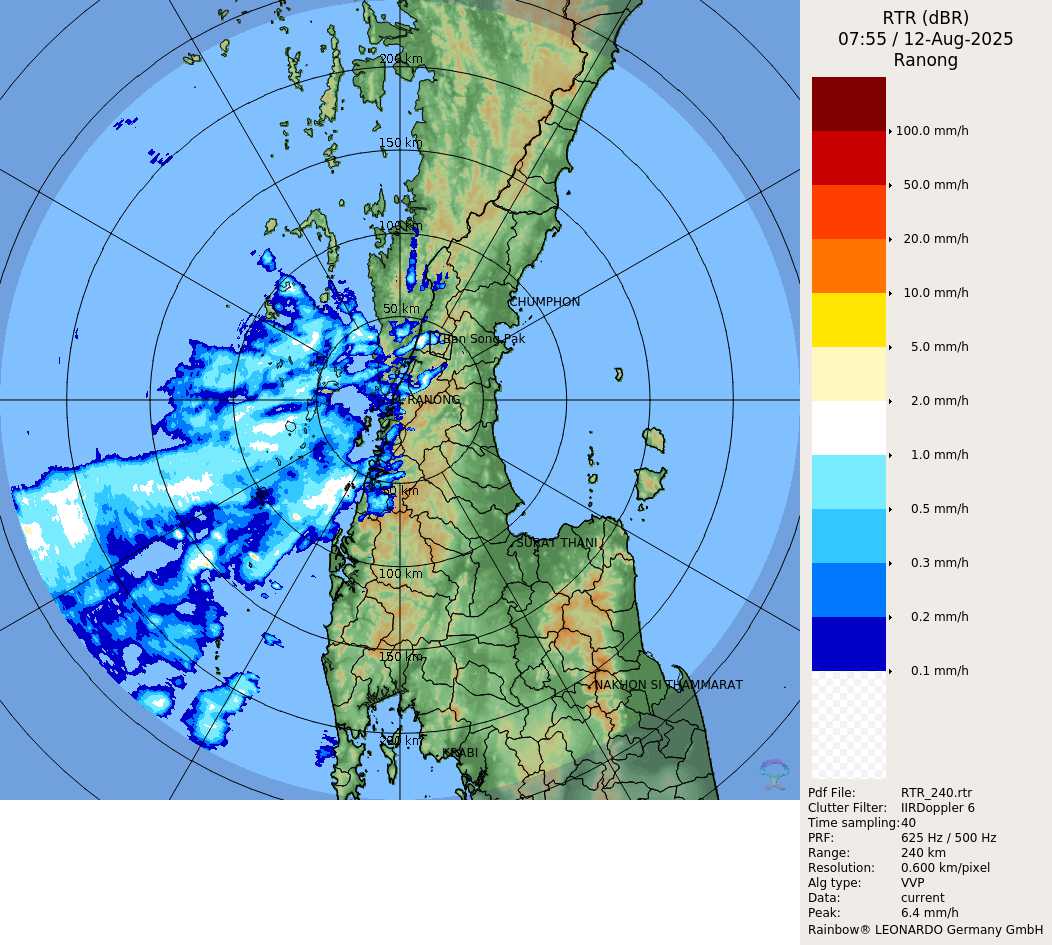 RTR (dBR)
07:55 / 12-Aug-2025
Ranong
100.0 mm/h
50.0 mm/h
20.0 mm/h
10.0 mm/h
5.0 mm/h
2.0 mm/h
1.0 mm/h
0.5 mm/h
0.3 mm/h
0.2 mm/h
0.1 mm/h
Pdf File: RTR_240.rtr
Clutter Filter: IIRDoppler 6
Time sampling: 40
PRF: 625 Hz / 500 Hz
Range: 240 km
Resolution: 0.600 km/pixel
Alg type: VVP
Data: current
Peak: 6.4 mm/h
Rainbow® LEONARDO Germany GmbH
200 km
150 km
100 km
CHUMPHON
50 km
Ban Song Pak
RANONG
50 km
SURAT THANI
100 km
150 km
NAKHON SI THAMMARAT
200 km
KRABI